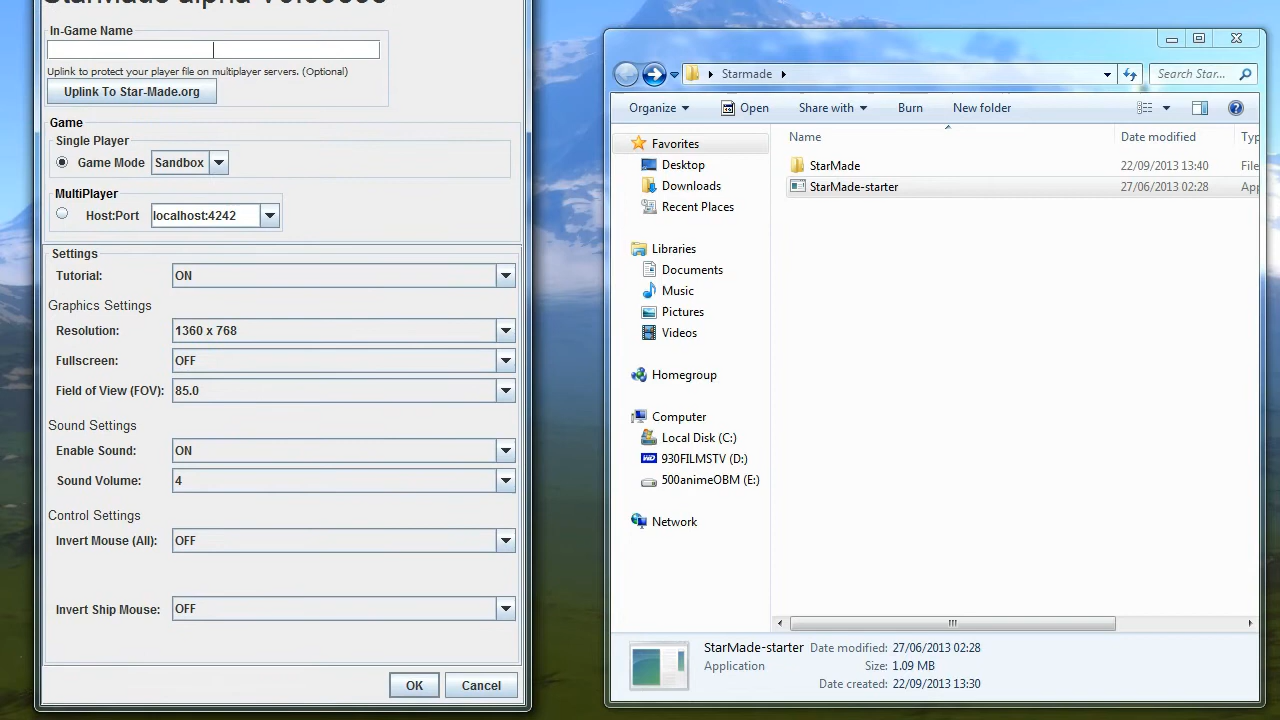 StarMade alpha
In-Game Name
Uplink to protect your player file on multiplayer servers. (Optional)
Uplink To Star-Made.org
Game
Single Player
Game Mode Sandbox
MultiPlayer
Host:Port localhost:4242
Settings
Tutorial: ON
Graphics Settings
Resolution: 1360 x 768
Fullscreen: OFF
Field of View (FOV): 85.0
Sound Settings
Enable Sound: ON
Sound Volume: 4
Control Settings
Invert Mouse (All): OFF
Invert Ship Mouse: OFF
OK Cancel
Starmade Search Star...
Organize Open Share with Burn New folder
Name Date modified Typ
Favorites
Desktop
Downloads
Recent Places
Libraries
Documents
Music
Pictures
Videos
Homegroup
Computer
Local Disk (C:)
930FILMSTV (D:)
500animeOBM (E:)
Network
StarMade 22/09/2013 13:40 File
StarMade-starter 27/06/2013 02:28 App
StarMade-starter Date modified: 27/06/2013 02:28
Application Size: 1.09 MB
Date created: 22/09/2013 13:30